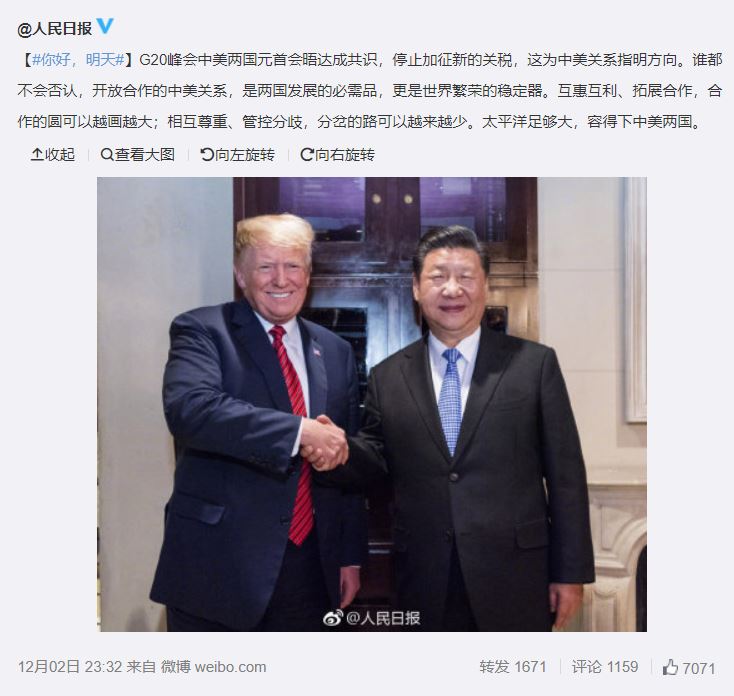 @人民日报
【#你好，明天#】G20峰会中美两国元首会晤达成共识，停止加征新的关税，这为中美关系指明方向。谁都
不会否认，开放合作的中美关系，是两国发展的必需品，更是世界繁荣的稳定器。互惠互利、拓展合作，合
作的圆可以越画越大；相互尊重、管控分歧，分岔的路可以越来越少。太平洋足够大，容得下中美两国。
收起 查看大图 向左旋转 向右旋转
@人民日报
12月02日 23:32 来自 微博 weibo.com 转发 1671 评论 1159 7071